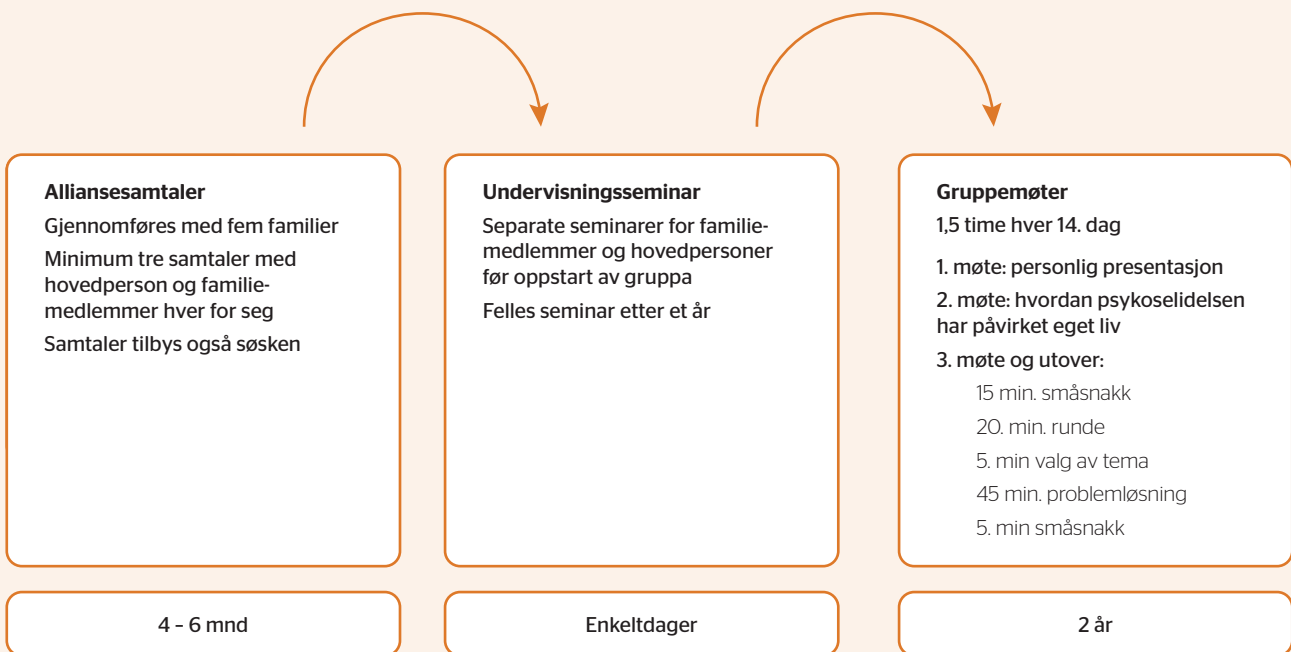 Alliansesamtaler
Gjennomføres med fem familier
Minimum tre samtaler med
hovedperson og familie-
medlemmer hver for seg
Samtaler tilbys også søsken
Undervisningsseminar
Separate seminarer for familie-
medlemmer og hovedpersoner
før oppstart av gruppa
Felles seminar etter et år
Gruppemøter
1,5 time hver 14. dag
1. møte: personlig presentasjon
2. møte: hvordan psykoselidelsen
har påvirket eget liv
3. møte og utover:
15 min. småsnakk
20. min. runde
5. min valg av tema
45 min. problemløsning
5. min småsnakk
4 – 6 mnd
Enkeltdager
2 år